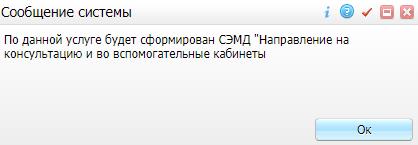 Сообщение системы
По данной услуге будет сформирован СЭМД "Направление на
консультацию и во вспомогательные кабинеты
Ок